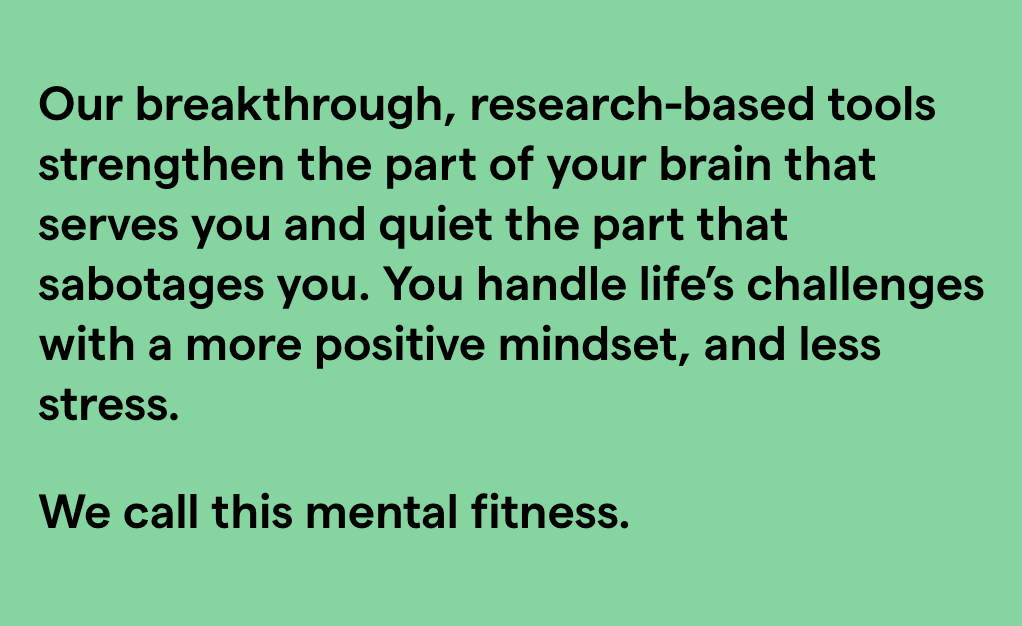 Our breakthrough, research-based tools
strengthen the part of your brain that
serves you and quiet the part that
sabotages you. You handle life’s challenges
with a more positive mindset, and less
stress.
We call this mental fitness.